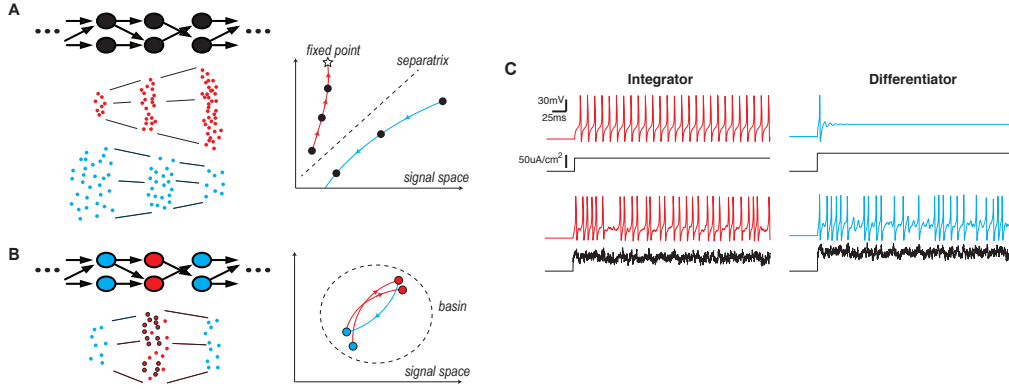 A
fixed point
separatrix
signal space
B
basin
signal space
C
Integrator
Differentiator
30mV
25ms
50uA/cm²